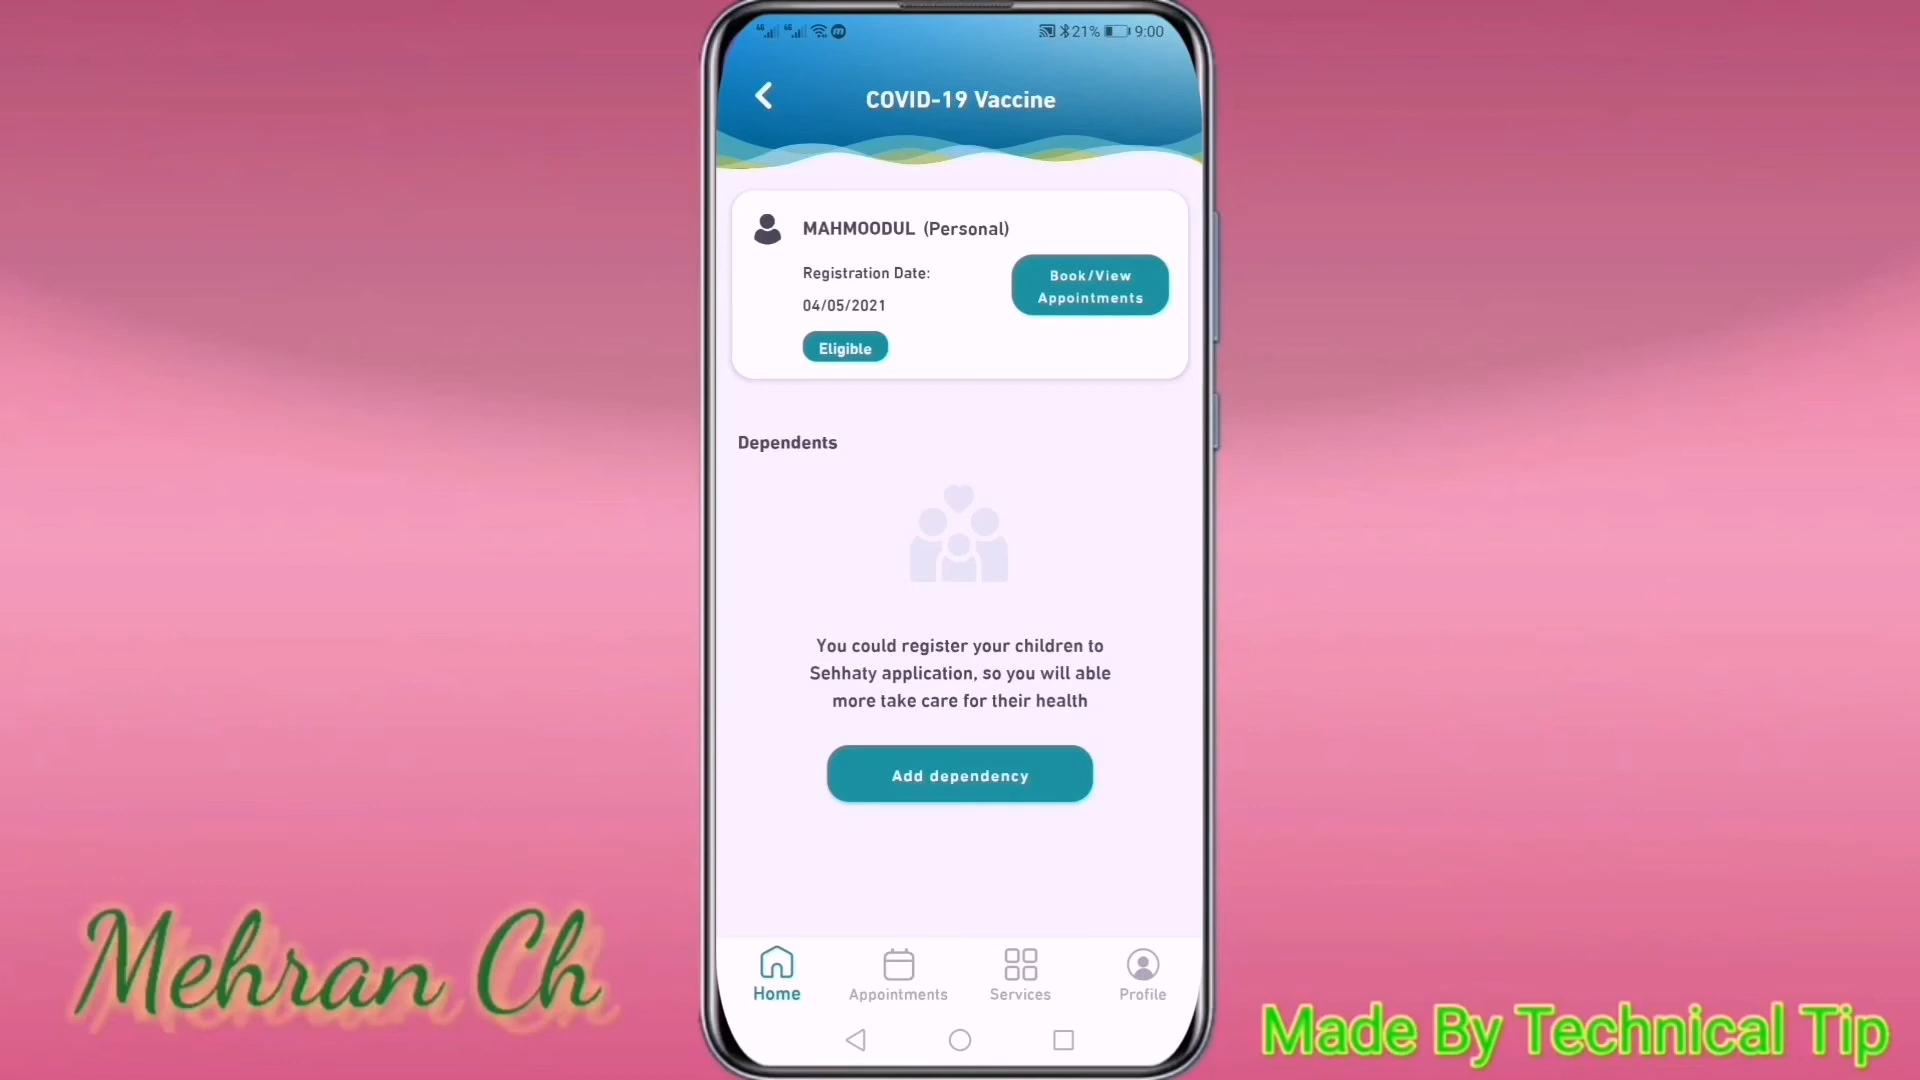 21% 9:00
COVID-19 Vaccine
MAHMOODUL (Personal)
Registration Date:
04/05/2021
Book/View
Appointments
Eligible
Dependents
You could register your children to
Sehhaty application, so you will able
more take care for their health
Add dependency
Home
Appointments
Services
Profile
Mehran Ch
Made By Technical Tip